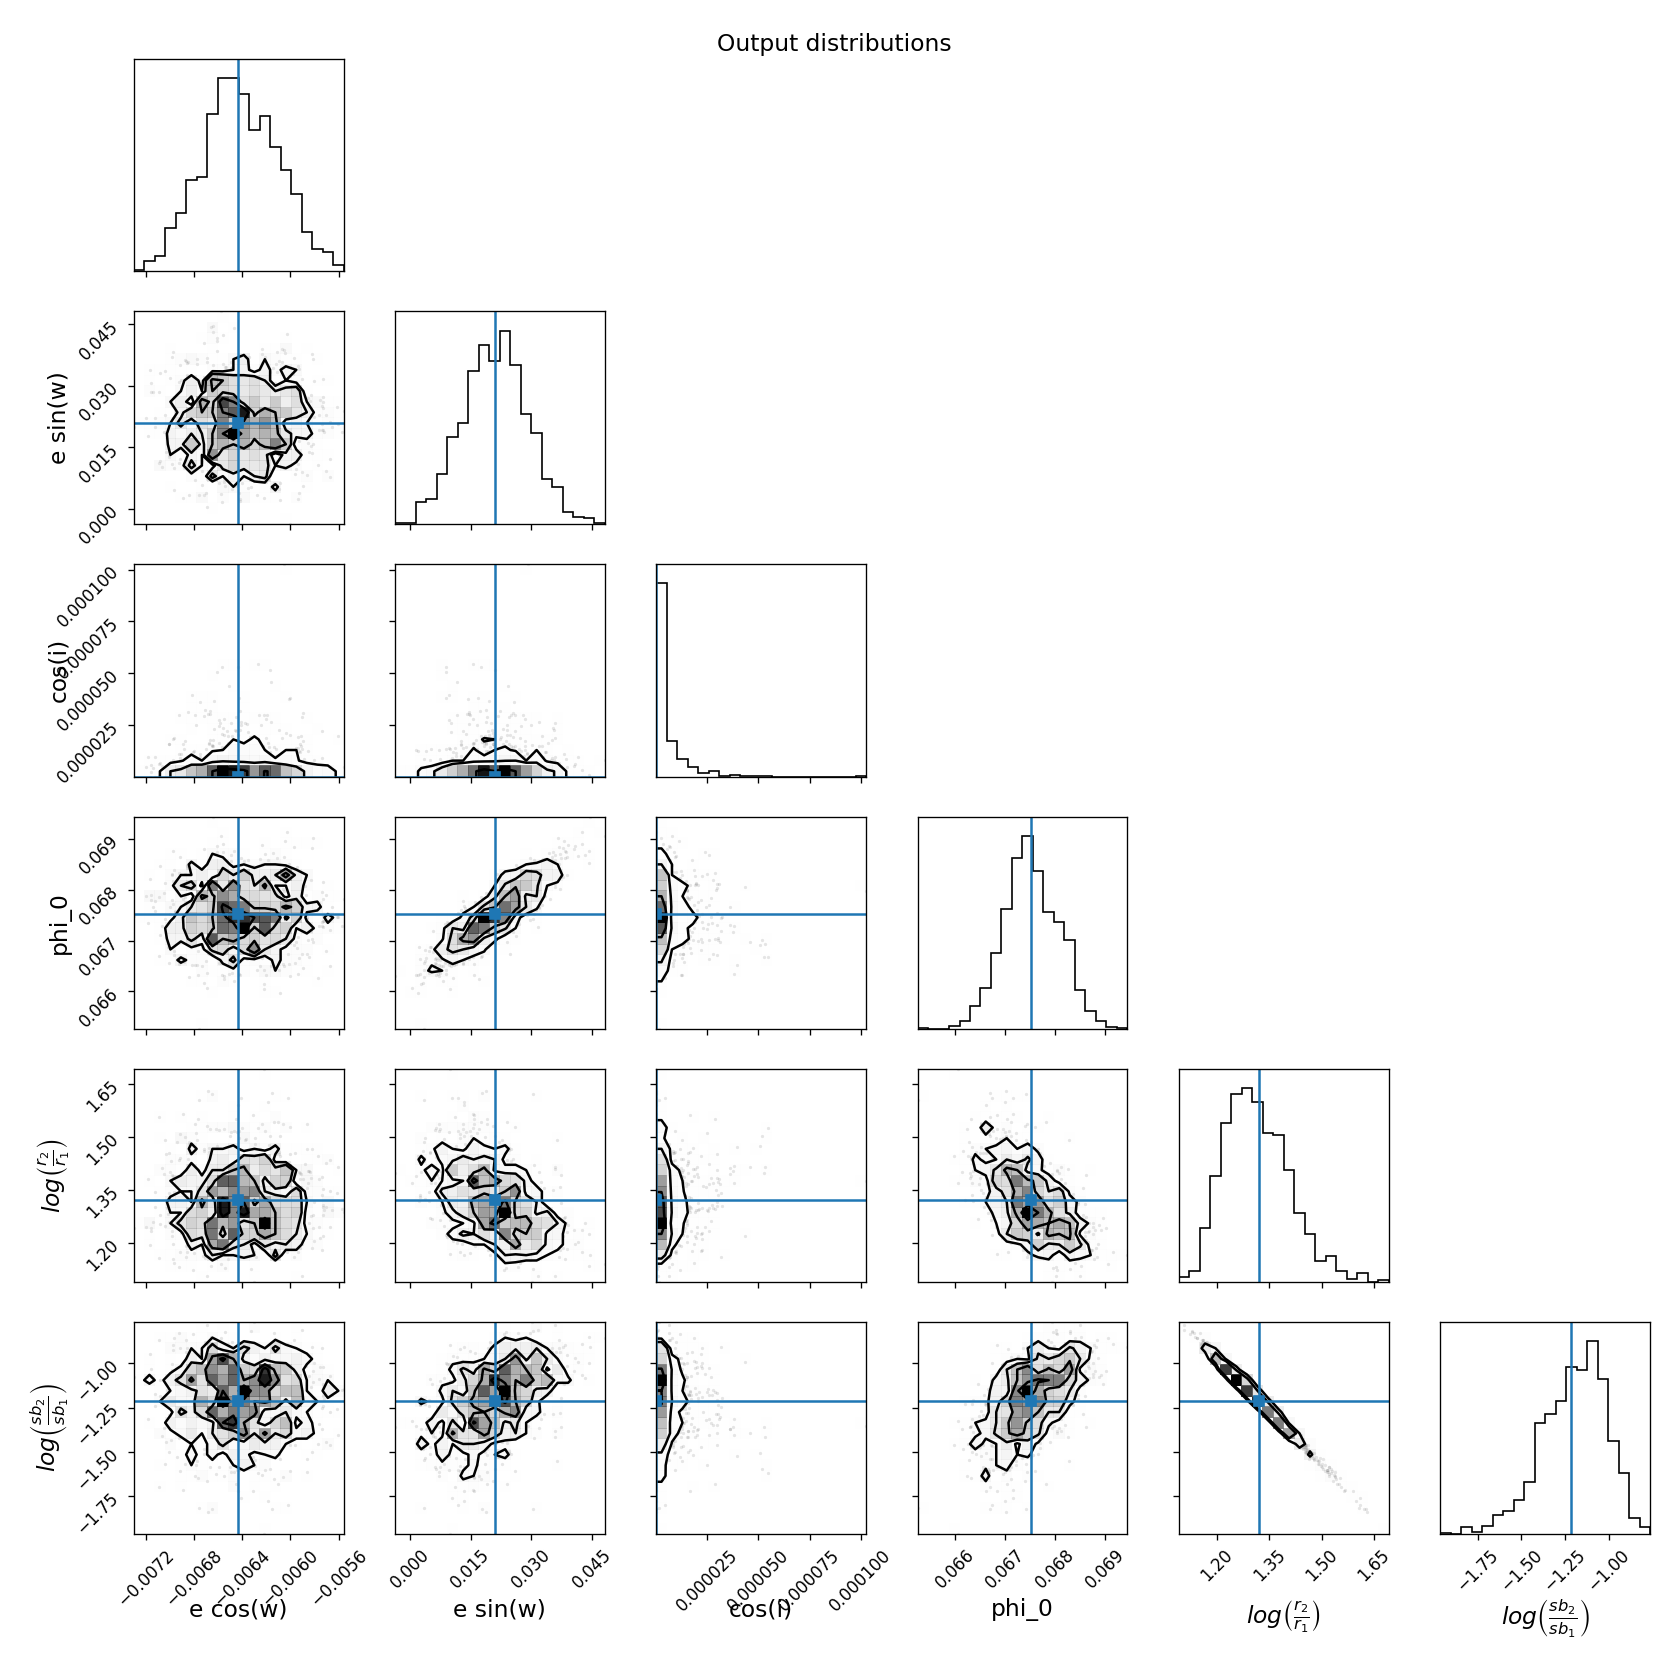 Output distributions
e sin(w)
0.045
0.030
0.015
0.000
cos(i)
0.000100
0.000075
0.000050
0.000025
phi_0
0.069
0.068
0.067
0.066
log(r₂/r₁)
1.65
1.50
1.35
1.20
log(sb₂/sb₁)
−1.00
−1.25
−1.50
−1.75
−0.0072 −0.0068 −0.0064 −0.0060 −0.0056
0.000 0.015 0.030 0.045
0.000025 0.000050 0.000075 0.000100
0.066 0.067 0.068 0.069
1.20 1.35 1.50 1.65
−1.75 −1.50 −1.25 −1.00
e cos(w)
e sin(w)
cos(i)
phi_0
log(r₂/r₁)
log(sb₂/sb₁)